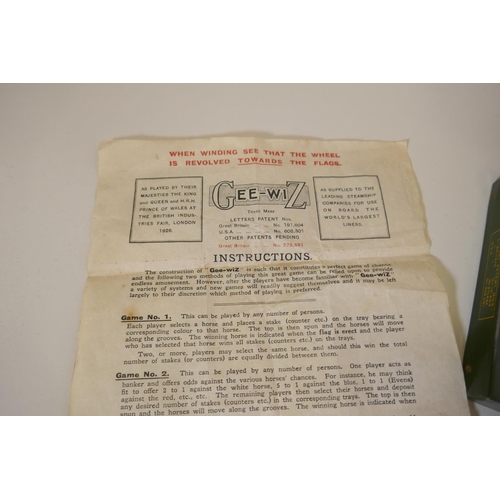 WHEN WINDING SEE THAT THE WHEEL
IS REVOLVED TOWARDS THE FLAGS.
AS PLAYED BY THEIR
MAJESTIES THE KING
AND QUEEN AND H.R.H.
PRINCE OF WALES AT
THE BRITISH INDUS-
TRIES FAIR, LONDON
1926.
GEE-WIZ
TRADE MARK
LETTERS PATENT Nos.
Great Britain No.
U.S.A. No.
OTHER PATENTS PENDING
Great Britain No.
AS SUPPLIED TO THE
LEADING STEAMSHIP
COMPANIES FOR USE
ON BOARD THE
WORLD'S LARGEST
LINERS.
INSTRUCTIONS.
The construction of "Gee-wiZ" is such that it constitutes a perfect game of chance,
and the following two methods of playing this great game can be relied upon to provide
endless amusement. However, after the players have become familiar with "Gee-wiZ"
a variety of systems and new games will readily suggest themselves and it may be left
largely to their discretion which method of playing is preferred.
Game No. 1. This can be played by any number of persons.
Each player selects a horse and places a stake (counter etc.) on the tray bearing a
corresponding colour to that horse. The top is then spun and the horses will move
along the grooves. The winning horse is indicated when the flag is erect and the player
who has selected that horse wins all stakes (counters etc.) on the trays.
Two, or more, players may select the same horse, and should this win the total
number of stakes (or counters) are equally divided between them.
Game No. 2. This can be played by any number of persons. One player acts as
banker and offers odds against the various horses' chances. For instance, he may think
fit to offer 2 to 1 against the white horse, 5 to 1 against the blue, 1 to 1 (Evens)
against the red, etc., etc. The remaining players then select their horses and deposit
any desired number of stakes (counters etc.) in the corresponding trays. The top is then
spun and the horses will move along the grooves. The winning horse is indicated when